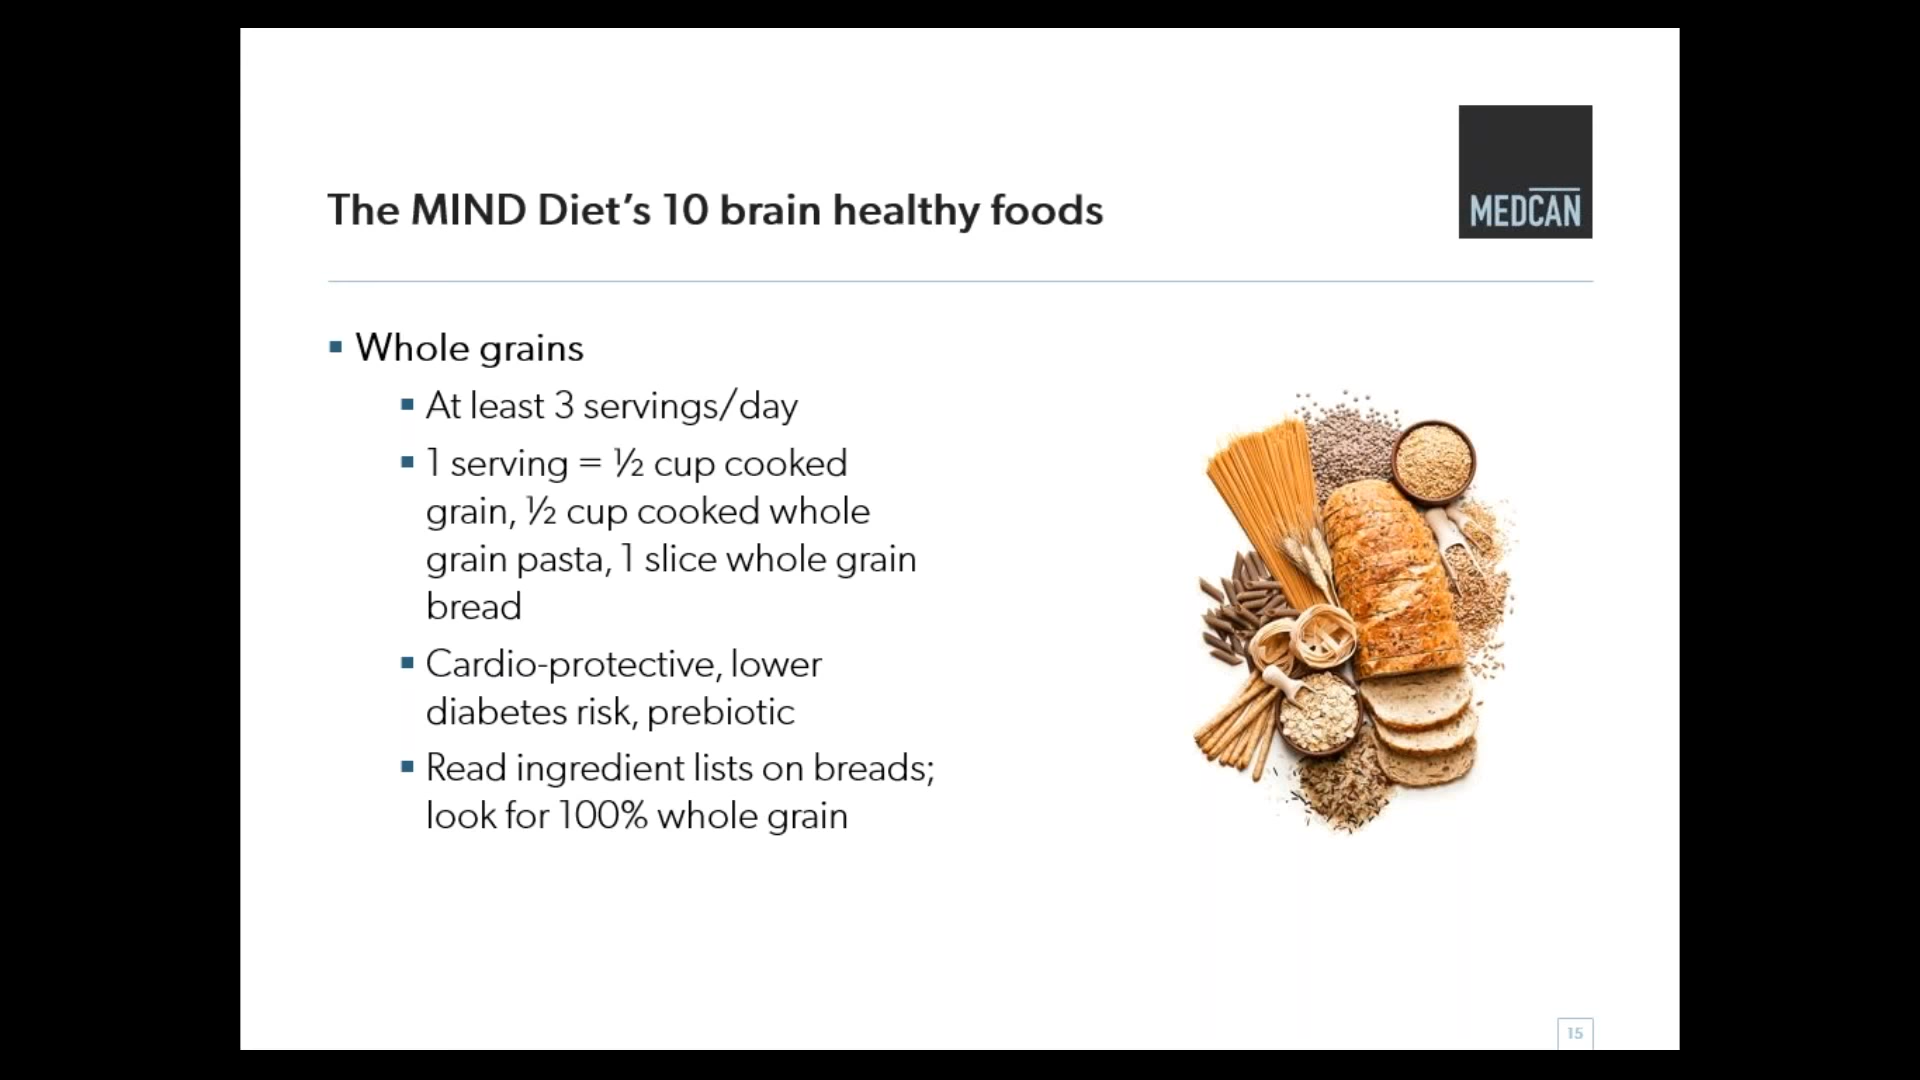 MEDCAN
The MIND Diet’s 10 brain healthy foods
▪ Whole grains
▪ At least 3 servings/day
▪ 1 serving = ½ cup cooked
grain, ½ cup cooked whole
grain pasta, 1 slice whole grain
bread
▪ Cardio-protective, lower
diabetes risk, prebiotic
▪ Read ingredient lists on breads;
look for 100% whole grain
15